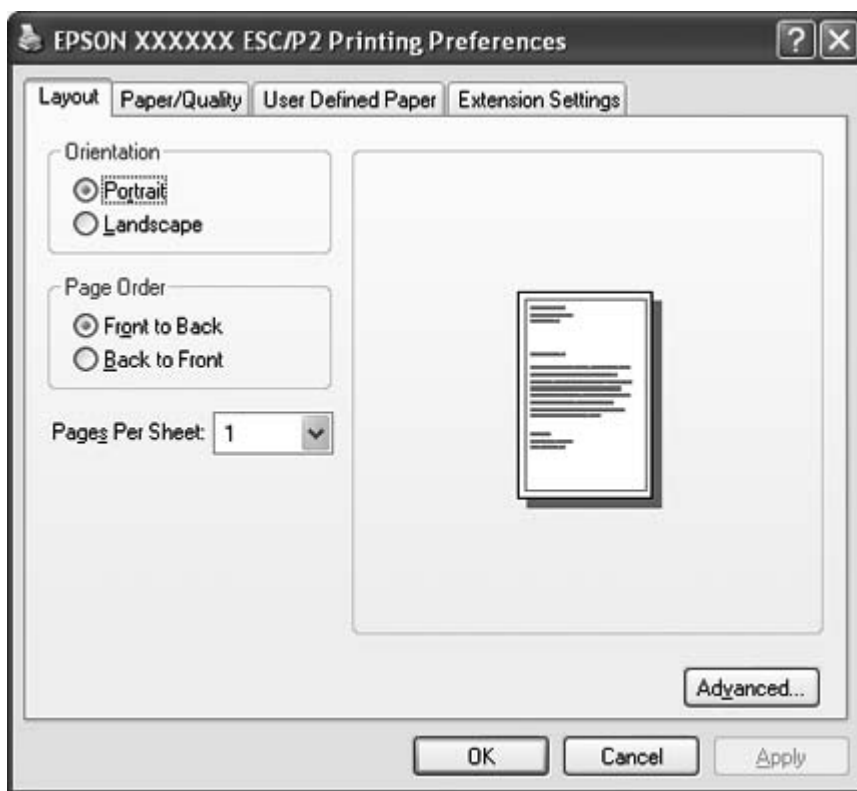 EPSON XXXXXX ESC/P2 Printing Preferences
Layout Paper/Quality User Defined Paper Extension Settings
Orientation
Portrait
Landscape
Page Order
Front to Back
Back to Front
Pages Per Sheet: 1
Advanced...
OK Cancel Apply